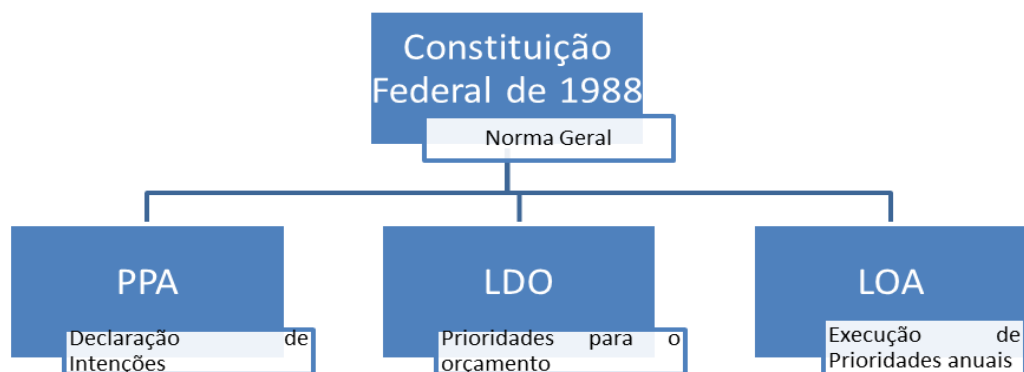 Constituição
Federal de 1988
Norma Geral
PPA
Declaração de
Intenções
LDO
Prioridades para o
orçamento
LOA
Execução de
Prioridades anuais